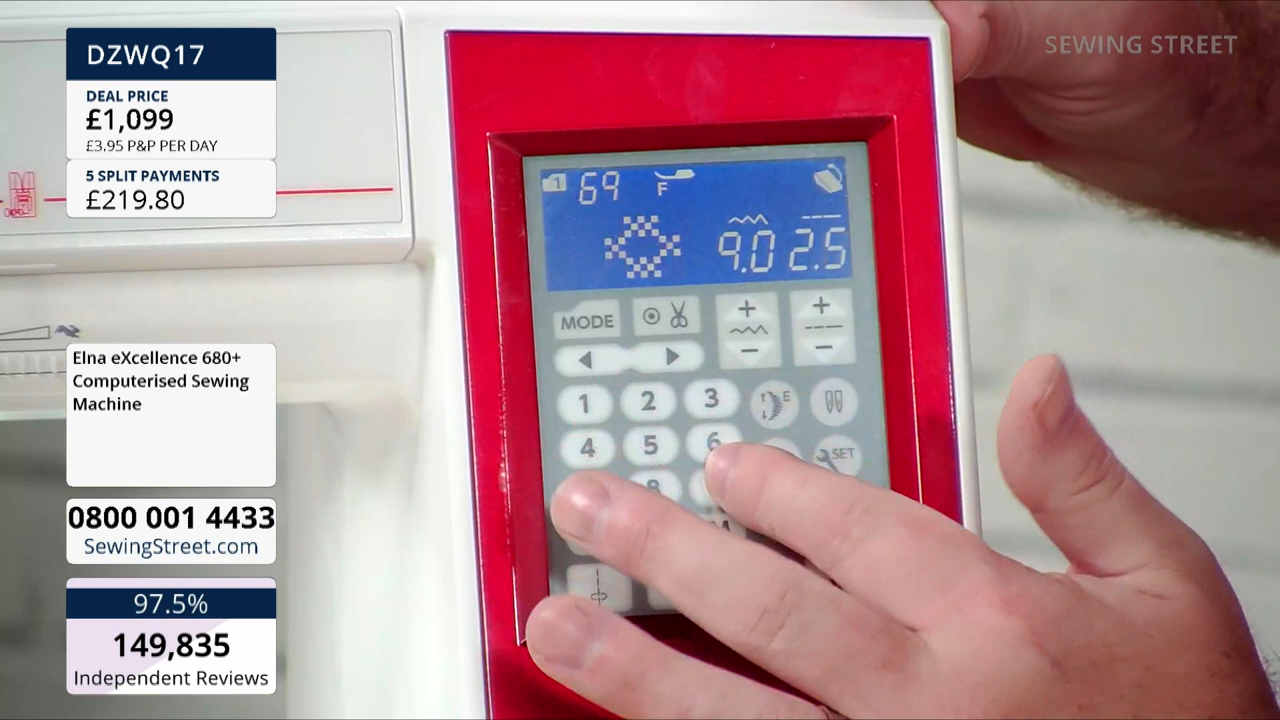 DZWQ17
DEAL PRICE
£1,099
£3.95 P&P PER DAY
5 SPLIT PAYMENTS
£219.80
Elna eXcellence 680+
Computerised Sewing
Machine
0800 001 4433
SewingStreet.com
97.5%
149,835
Independent Reviews
SEWING STREET
1 69 F
9.0 2.5
MODE
1 2 3 E
4 5 6 SET
8